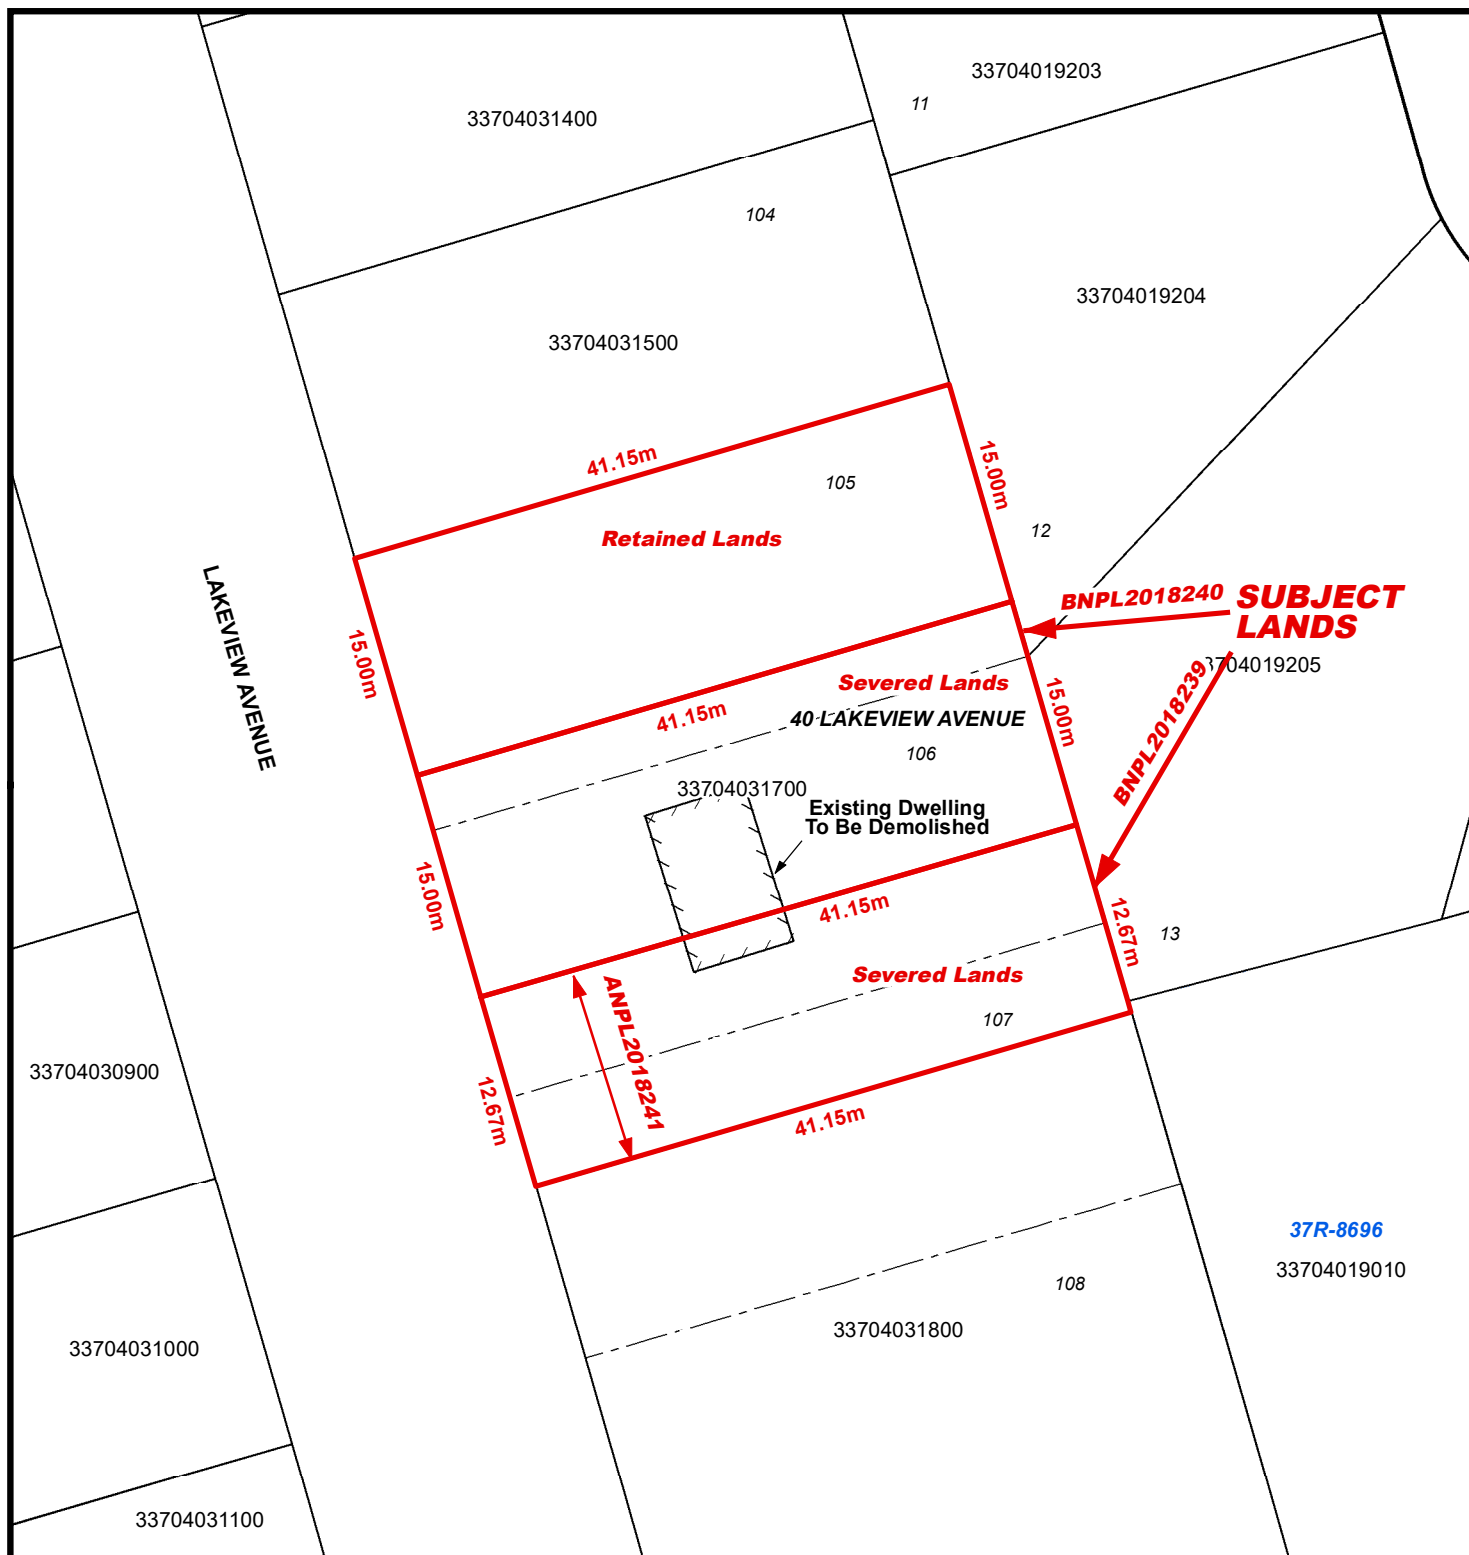 33704019203
11
33704031400
104
33704019204
33704031500
41.15m
15.00m
105
12
Retained Lands
LAKEVIEW AVENUE
BNPL2018240
SUBJECT
LANDS
15.00m
3704019205
Severed Lands
41.15m
15.00m
40 LAKEVIEW AVENUE
BNPL2018239
106
33704031700
Existing Dwelling
To Be Demolished
15.00m
41.15m
12.67m
13
Severed Lands
ANPL2018241
107
33704030900
12.67m
41.15m
37R-8696
33704019010
108
33704031800
33704031000
33704031100